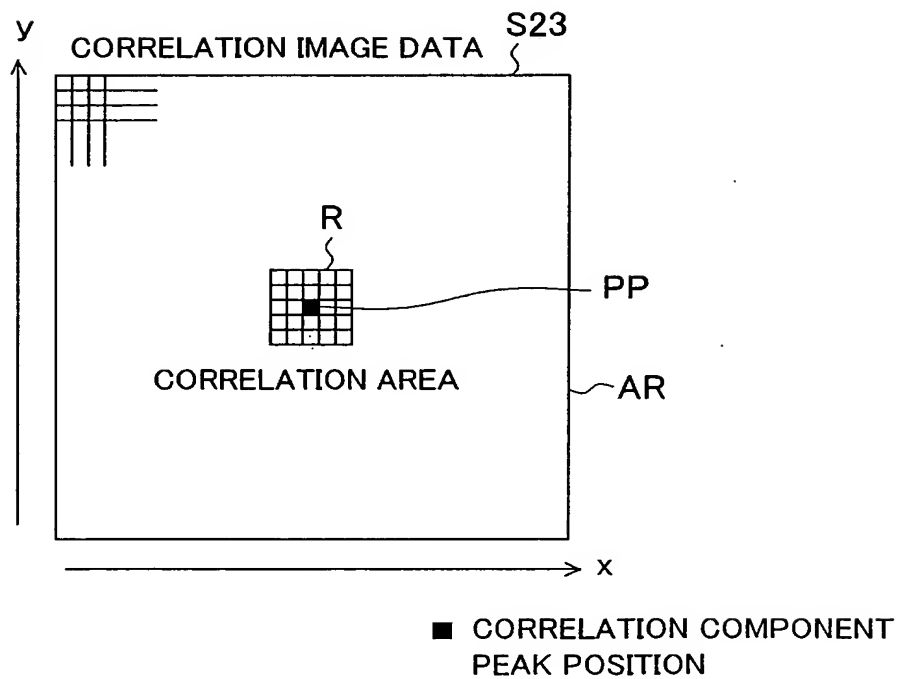 y
S23
CORRELATION IMAGE DATA
R
PP
CORRELATION AREA
AR
x
CORRELATION COMPONENT
PEAK POSITION